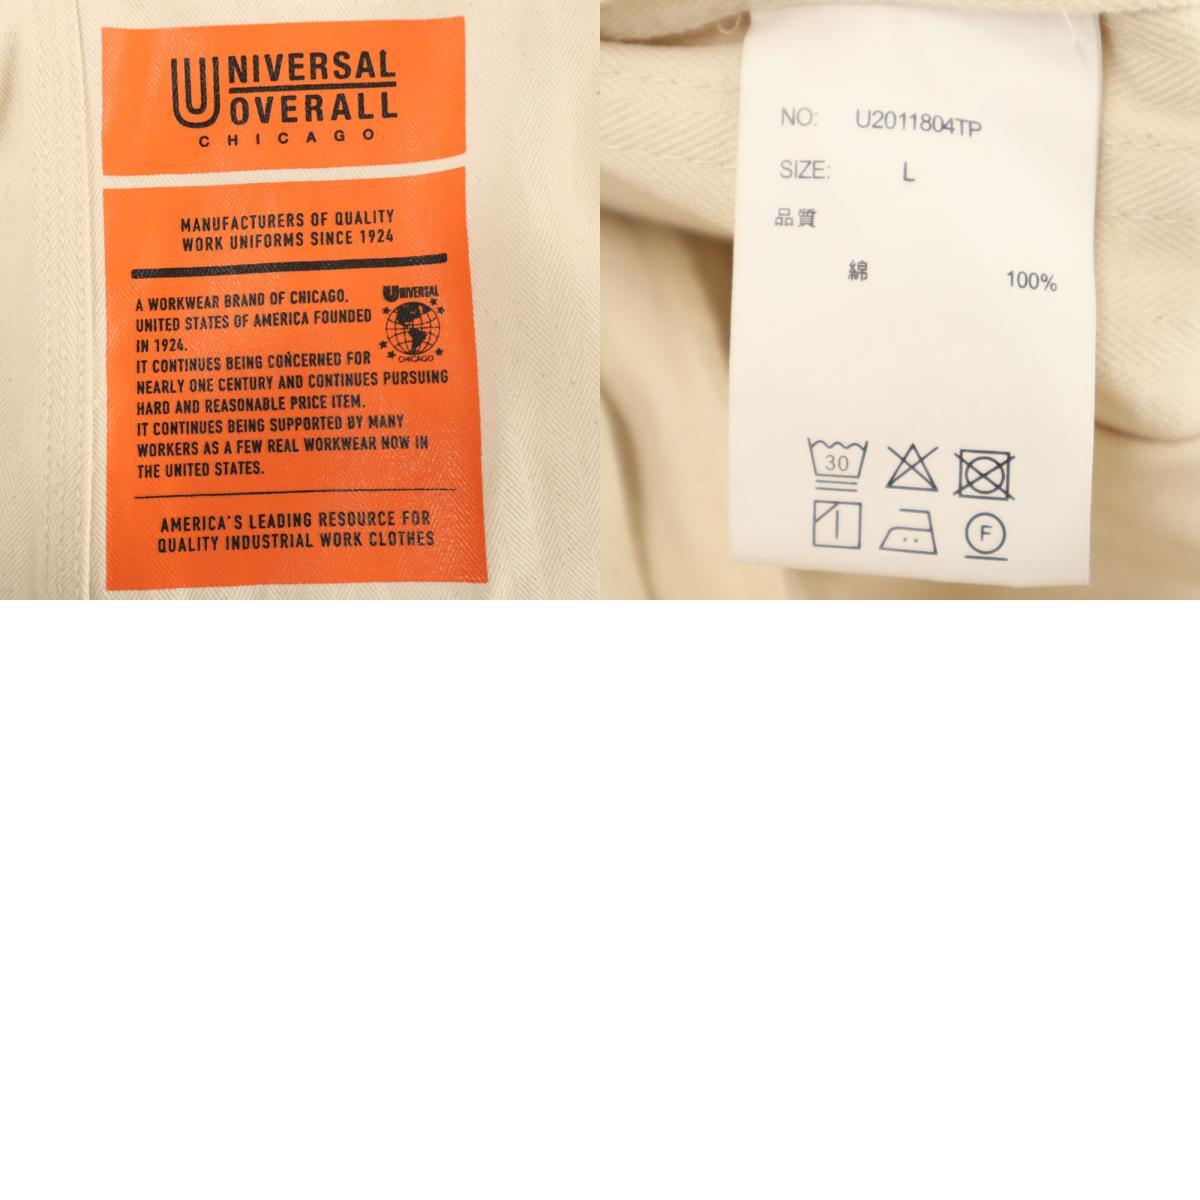 UNIVERSAL
OVERALL
CHICAGO
MANUFACTURERS OF QUALITY
WORK UNIFORMS SINCE 1924
A WORKWEAR BRAND OF CHICAGO.
UNITED STATES OF AMERICA FOUNDED
IN 1924.
IT CONTINUES BEING CONCERNED FOR
NEARLY ONE CENTURY AND CONTINUES PURSUING
HARD AND REASONABLE PRICE ITEM.
IT CONTINUES BEING SUPPORTED BY MANY
WORKERS AS A FEW REAL WORKWEAR NOW IN
THE UNITED STATES.
UNIVERSAL
CHICAGO
AMERICA'S LEADING RESOURCE FOR
QUALITY INDUSTRIAL WORK CLOTHES
NO: U2011804TP
SIZE: L
品質
綿 100%
30
F